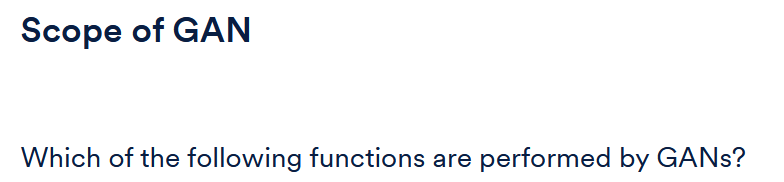 Scope of GAN
Which of the following functions are performed by GANs?